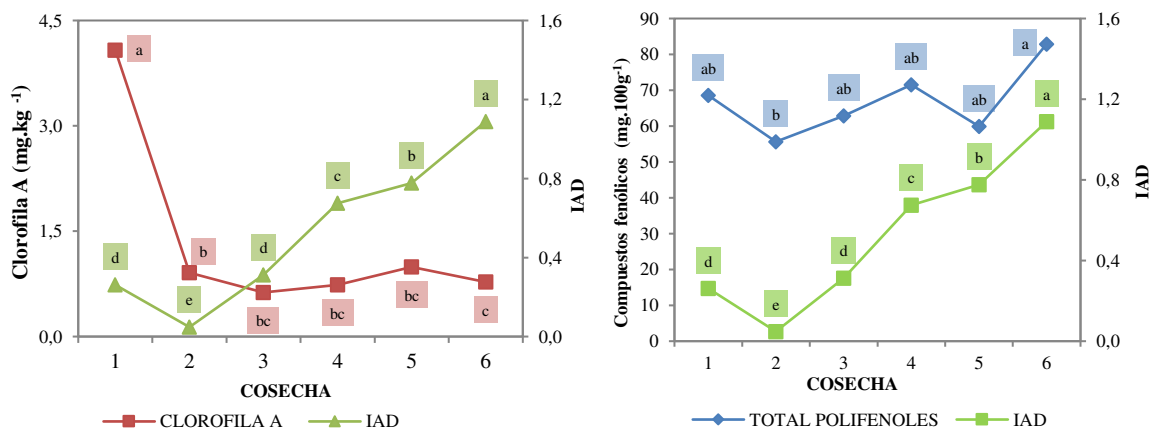 Clorofila A (mg.kg -1)
4,5
3,0
1,5
0,0
1,6
1,2
0,8
0,4
0,0
IAD
a
b
bc
bc
bc
c
d
e
d
c
b
a
1 2 3 4 5 6
COSECHA
CLOROFILA A IAD
Compuestos fenólicos (mg.100g-1)
90
80
70
60
50
40
30
20
10
0
1,6
1,2
0,8
0,4
0,0
IAD
ab
b
ab
ab
ab
a
d
e
d
c
b
a
1 2 3 4 5 6
COSECHA
TOTAL POLIFENOLES IAD